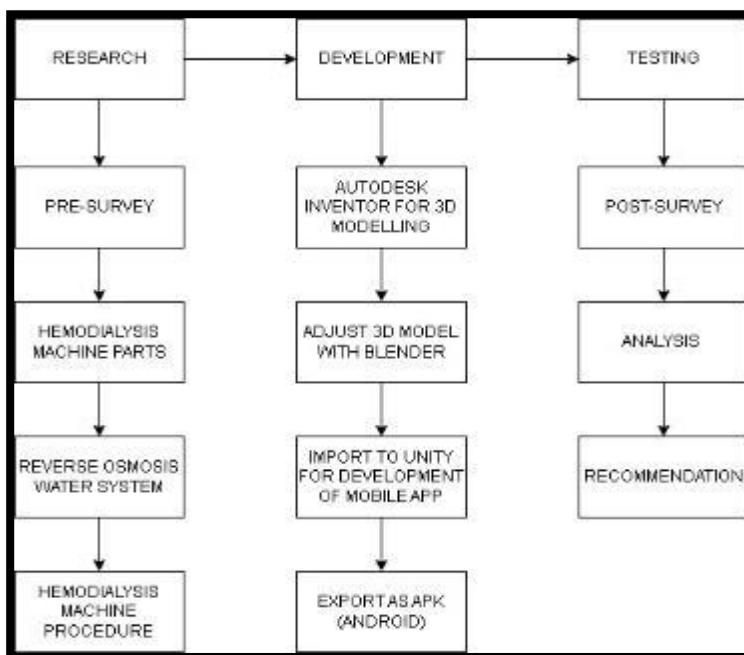 RESEARCH
DEVELOPMENT
TESTING
PRE-SURVEY
AUTODESK
INVENTOR FOR 3D
MODELLING
POST-SURVEY
HEMODIALYSIS
MACHINE PARTS
ADJUST 3D MODEL
WITH BLENDER
ANALYSIS
REVERSE OSMOSIS
WATER SYSTEM
IMPORT TO UNITY
FOR DEVELOPMENT
OF MOBILE APP
RECOMMENDATION
HEMODIALYSIS
MACHINE
PROCEDURE
EXPORT AS APK
(ANDROID)